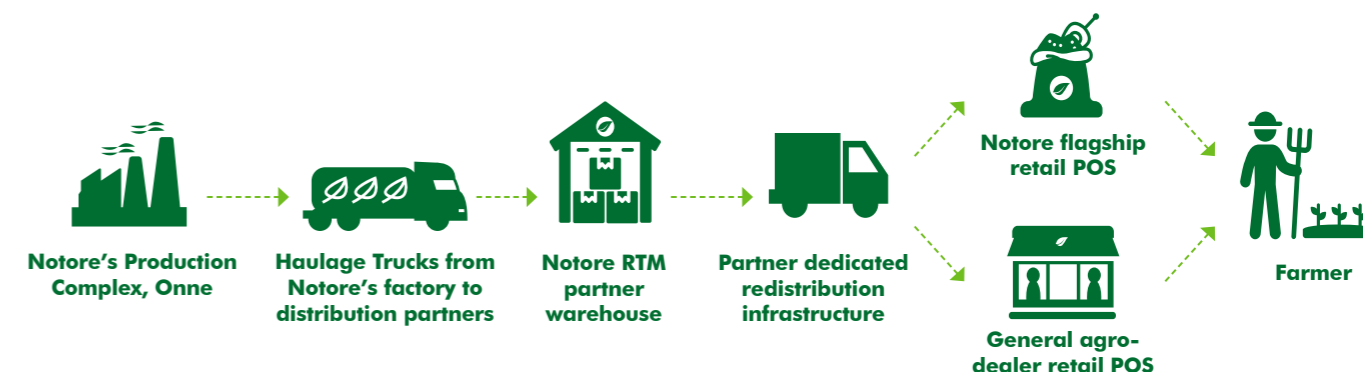 Notore's Production
Complex, Onne
Haulage Trucks from
Notore's factory to
distribution partners
Notore RTM
partner
warehouse
Partner dedicated
redistribution
infrastructure
Notore flagship
retail POS
General agro-
dealer retail POS
Farmer